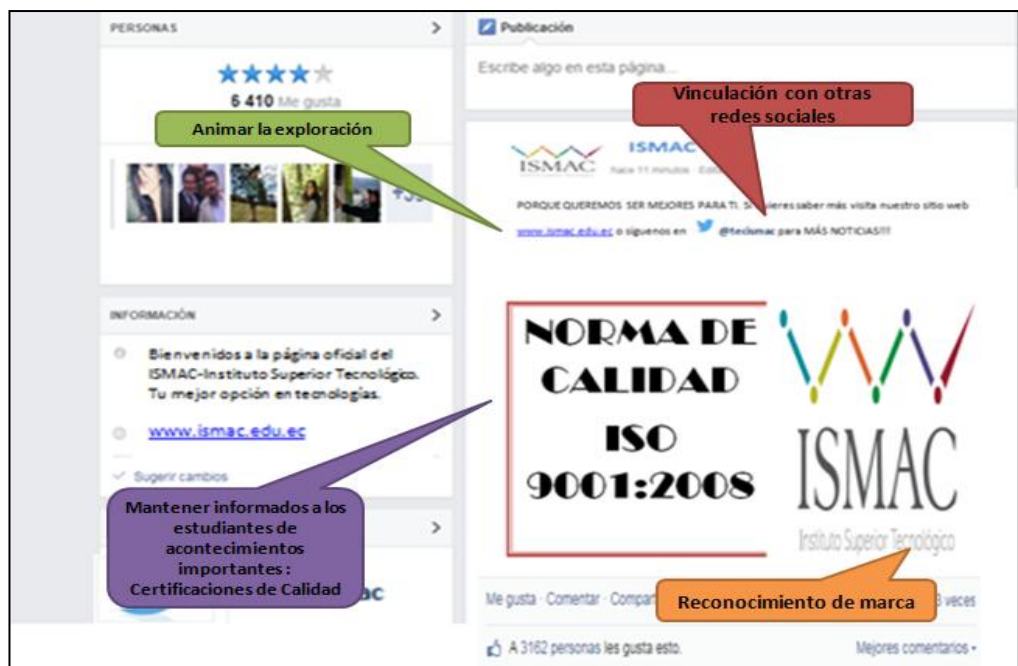 PERSONAS
6 410 Me gusta
Animar la exploración
INFORMACIÓN
Bienvenidos a la página oficial del
ISMAC-Instituto Superior Tecnológico.
Tu mejor opción en tecnologías.
www.ismac.edu.ec
Sugerir cambios
Mantener informados a los
estudiantes de
acontecimientos
importantes :
Certificaciones de Calidad
ac
Publicación
Escribe algo en esta página...
Vinculación con otras
redes sociales
ISMAC
ISMAC
hace 11 minutos
PORQUE QUEREMOS SER MEJORES PARA TI. saber más visita nuestro sitio web
www.ismac.edu.ec o síguenos en @tecismac para MÁS NOTICIAS!!!
NORMA DE
CALIDAD
ISO
9001:2008
ISMAC
Instituto Superior Tecnológico
Reconocimiento de marca
Me gusta · Comentar · Compart
veces
A 3162 personas les gusta esto.
Mejores comentarios